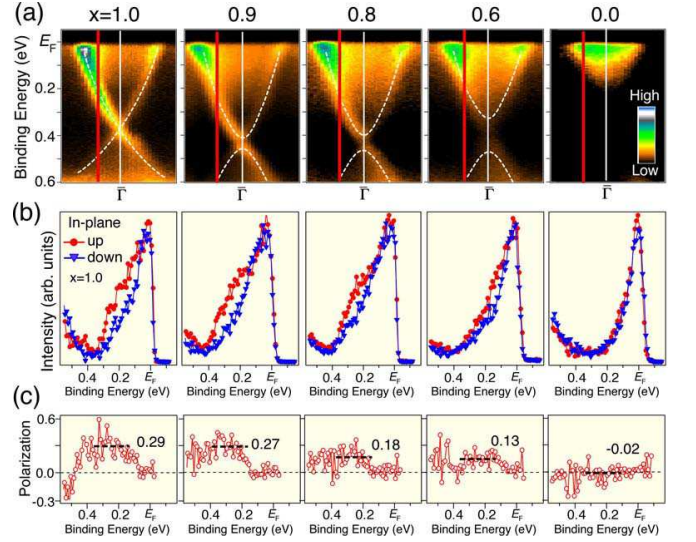 (a) x=1.0 0.9 0.8 0.6 0.0
E_F
0.0
0.2
0.4
0.6
Binding Energy (eV)
High
Low
Γ̅ Γ̅ Γ̅ Γ̅ Γ̅
(b)
In-plane
up
down
x=1.0
Intensity (arb. units)
0.4 0.2 E_F 0.4 0.2 E_F 0.4 0.2 E_F 0.4 0.2 E_F 0.4 0.2 E_F
Binding Energy (eV) Binding Energy (eV) Binding Energy (eV) Binding Energy (eV) Binding Energy (eV)
(c)
0.6
0.0
-0.3
Polarization
0.29 0.27 0.18 0.13 -0.02
0.4 0.2 E_F 0.4 0.2 E_F 0.4 0.2 E_F 0.4 0.2 E_F 0.4 0.2 E_F
Binding Energy (eV) Binding Energy (eV) Binding Energy (eV) Binding Energy (eV) Binding Energy (eV)